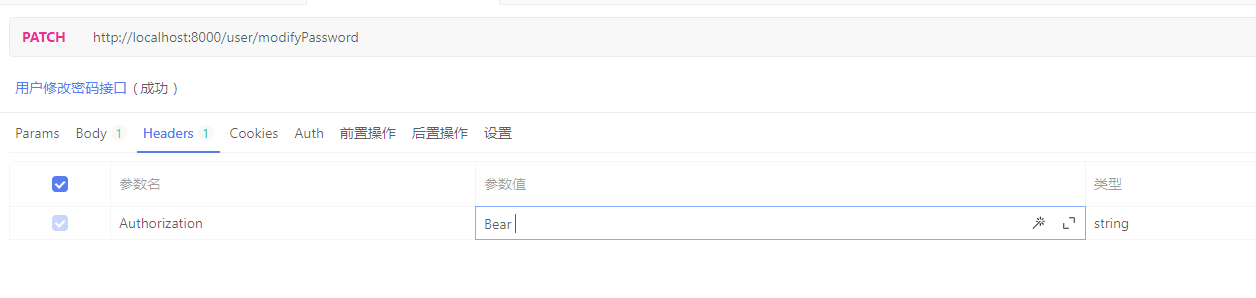 PATCH http://localhost:8000/user/modifyPassword
用户修改密码接口 ( 成功 )
Params Body 1 Headers 1 Cookies Auth 前置操作 后置操作 设置
参数名 参数值 类型
Authorization Bear string